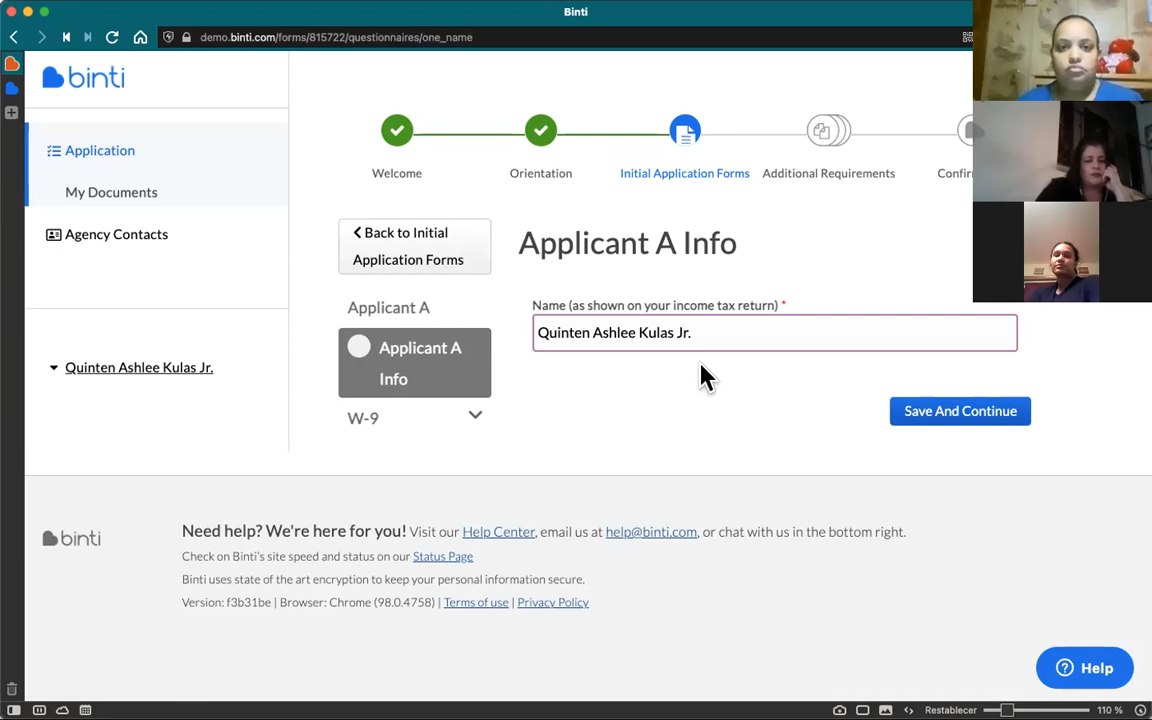 Binti
demo.binti.com/forms/815722/questionnaires/one_name
binti
Application
My Documents
Agency Contacts
Quinten Ashlee Kulas Jr.
Welcome
Orientation
Initial Application Forms
Additional Requirements
Confir
Back to Initial
Application Forms
Applicant A
Applicant A
Info
W-9
Applicant A Info
Name (as shown on your income tax return) *
Quinten Ashlee Kulas Jr.
Save And Continue
binti
Need help? We're here for you! Visit our Help Center, email us at help@binti.com, or chat with us in the bottom right.
Check on Binti's site speed and status on our Status Page
Binti uses state of the art encryption to keep your personal information secure.
Version: f3b31be | Browser: Chrome (98.0.4758) | Terms of use | Privacy Policy
Help
Restablecer
110 %